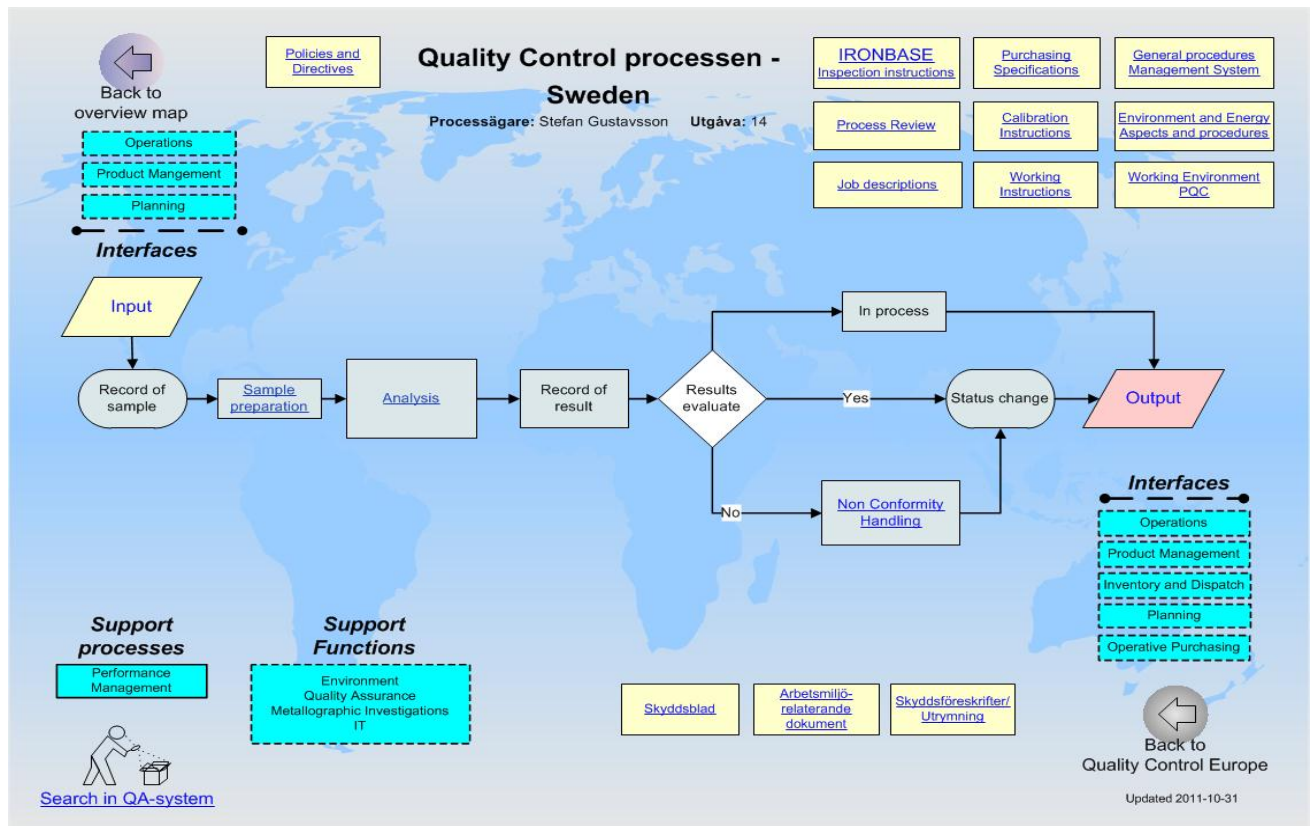 Back to
overview map
Operations
Product Mangement
Planning
Interfaces
Policies and
Directives
Quality Control processen -
Sweden
Processägare: Stefan Gustavsson Utgåva: 14
IRONBASE
Inspection instructions
Purchasing
Specifications
General procedures
Management System
Process Review
Calibration
Instructions
Environment and Energy
Aspects and procedures
Job descriptions
Working
Instructions
Working Environment
PQC
Input
Record of
sample
Sample
preparation
Analysis
Record of
result
Results
evaluate
In process
Yes
Status change
Output
No
Non Conformity
Handling
Interfaces
Operations
Product Management
Inventory and Dispatch
Planning
Operative Purchasing
Support
processes
Performance
Management
Support
Functions
Environment
Quality Assurance
Metallographic Investigations
IT
Skyddsblad
Arbetsmiljö-
relaterande
dokument
Skyddsföreskrifter/
Utrymning
Search in QA-system
Back to
Quality Control Europe
Updated 2011-10-31